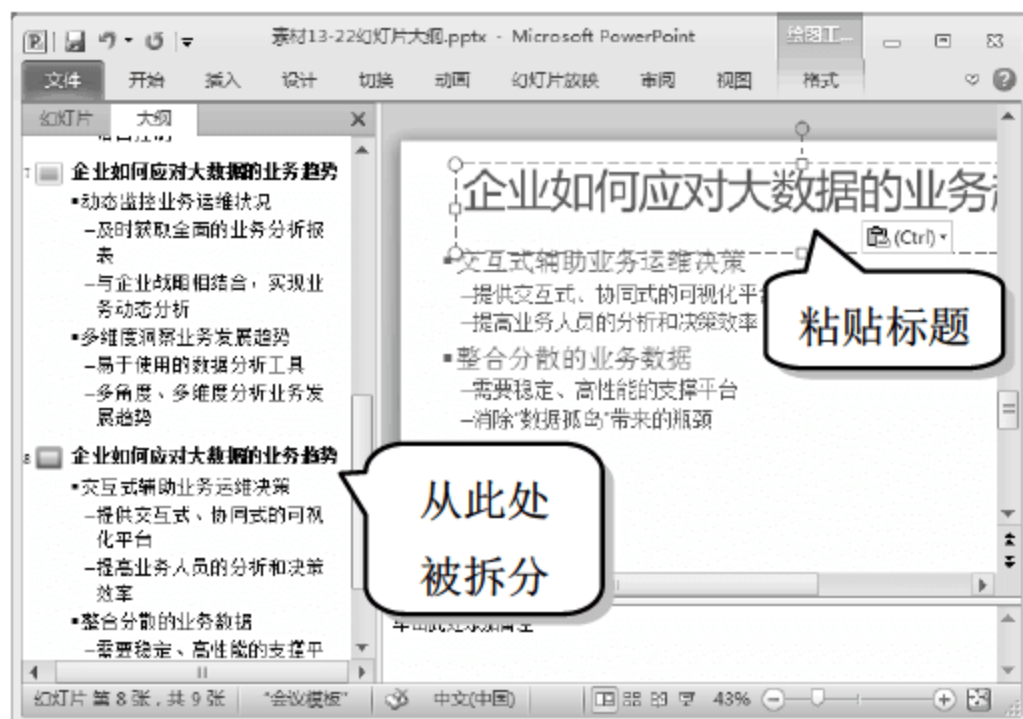 素材13-22幻灯片大纲.pptx - Microsoft PowerPoint
绘图工...
文件 开始 插入 设计 切换 动画 幻灯片放映 审阅 视图 格式
幻灯片 大纲
7 企业如何应对大数据的业务趋势
▪动态监控业务运维状况
–及时获取全面的业务分析报
表
–与企业战略相结合，实现业
务动态分析
▪多维度洞察业务发展趋势
–易于使用的数据分析工具
–多角度、多维度分析业务发
展趋势
8 企业如何应对大数据的业务趋势
▪交互式辅助业务运维决策
–提供交互式、协同式的可视
化平台
–提高业务人员的分析和决策
效率
▪整合分散的业务数据
–需要稳定、高性能的支撑平
企业如何应对大数据的业务
(Ctrl)
▪交互式辅助业务运维决策
–提供交互式、协同式的可视化平
–提高业务人员的分析和决策效率
▪整合分散的业务数据
–需要稳定、高性能的支撑平台
–消除“数据孤岛”带来的瓶颈
粘贴标题
从此处
被拆分
幻灯片 第 8 张，共 9 张 "会议模板" 中文(中国) 43%